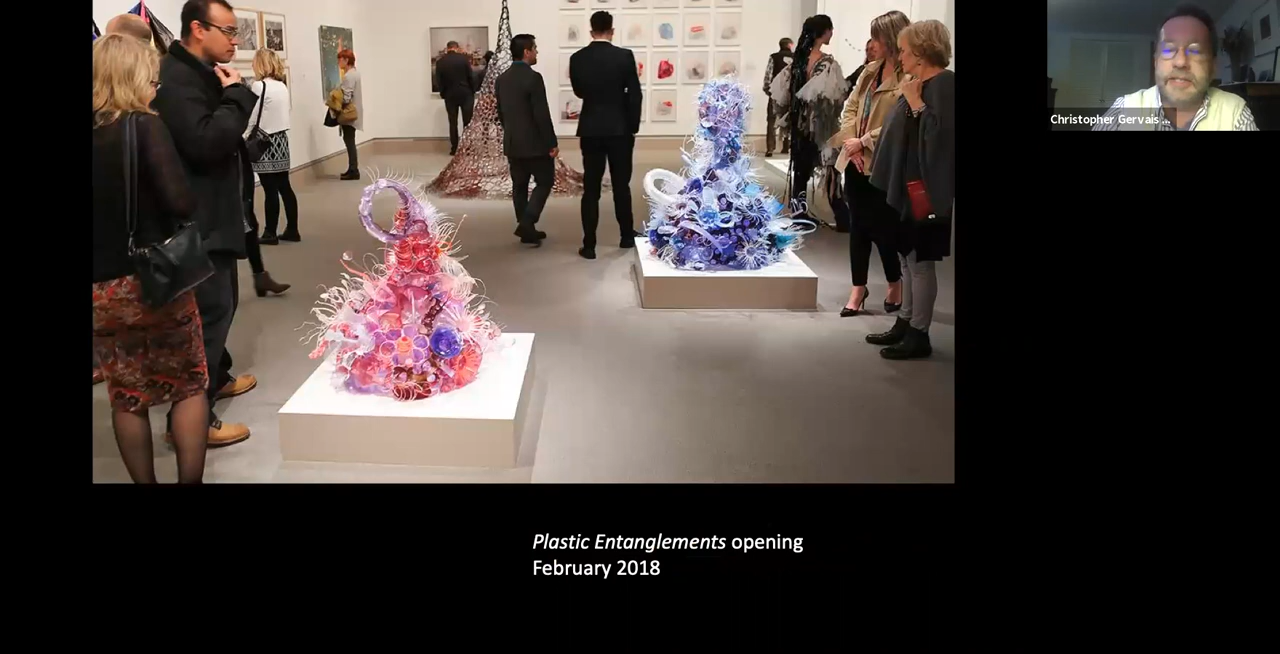 Christopher Gervais ...
Plastic Entanglements opening
February 2018